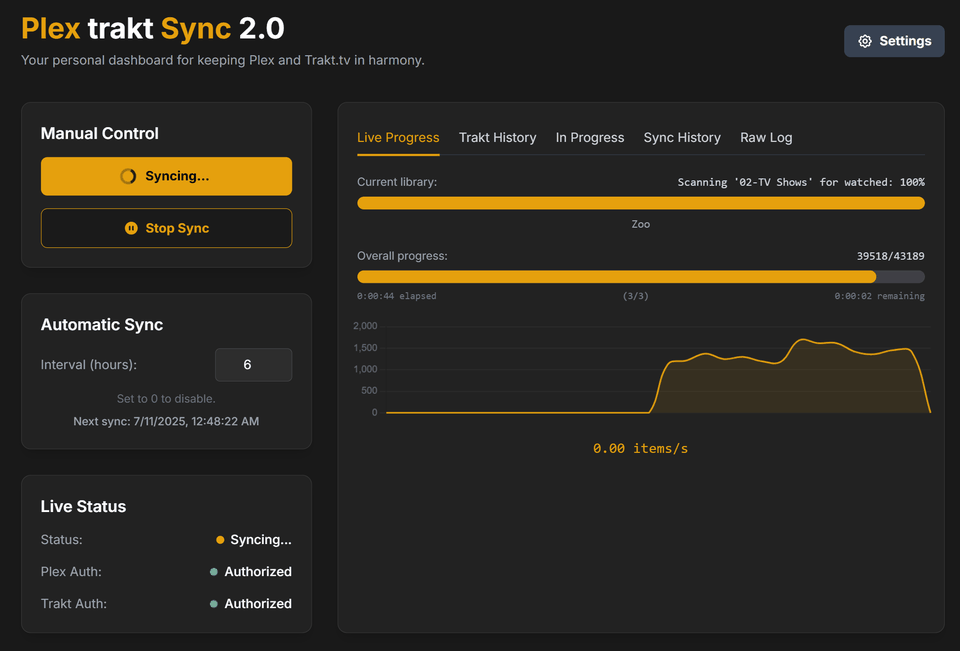 Plex trakt Sync 2.0
Your personal dashboard for keeping Plex and Trakt.tv in harmony.
Settings
Manual Control
Syncing...
Stop Sync
Automatic Sync
Interval (hours):
6
Set to 0 to disable.
Next sync: 7/11/2025, 12:48:22 AM
Live Status
Status:
Syncing...
Plex Auth:
Authorized
Trakt Auth:
Authorized
Live Progress
Trakt History
In Progress
Sync History
Raw Log
Current library:
Scanning '02-TV Shows' for watched: 100%
Zoo
Overall progress:
39518/43189
0:00:44 elapsed
(3/3)
0:00:02 remaining
2,000
1,500
1,000
500
0
0.00 items/s